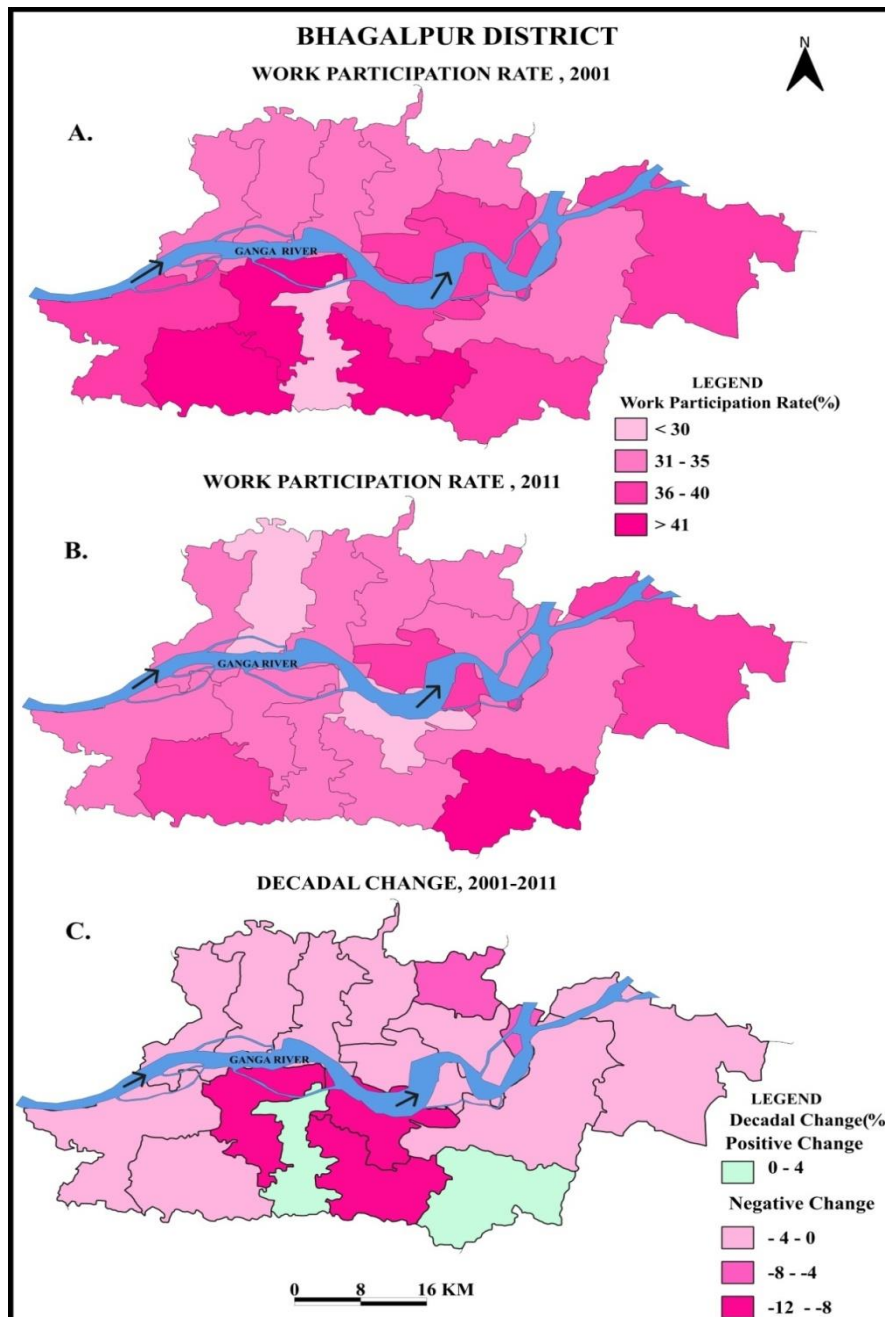 BHAGALPUR DISTRICT
WORK PARTICIPATION RATE , 2001
N
A.
GANGA RIVER
LEGEND
Work Participation Rate(%)
< 30
31 - 35
36 - 40
> 41
WORK PARTICIPATION RATE , 2011
B.
GANGA RIVER
DECADAL CHANGE, 2001-2011
C.
GANGA RIVER
LEGEND
Decadal Change(%
Positive Change
0 - 4
Negative Change
- 4 - 0
-8 - -4
-12 - -8
0 8 16 KM